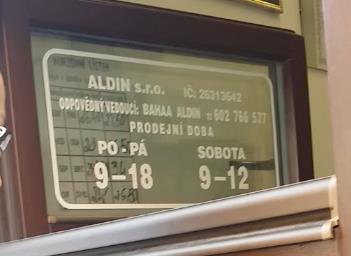 ALDIN s.r.o. IČ: 26313642
ODPOVĚDNÝ VEDOUCÍ: BAHAA ALDIN ☎602 766 577
PRODEJNÍ DOBA
PO PÁ SOBOTA
9-18 9-12